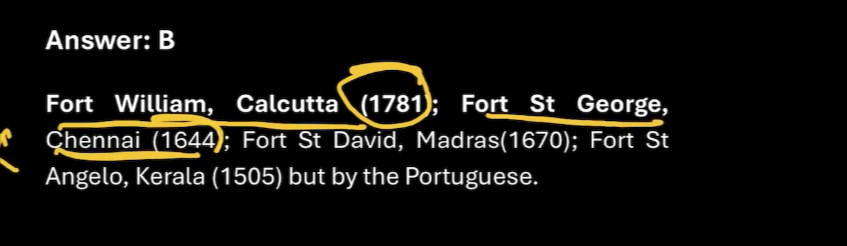 Answer: B
Fort William, Calcutta (1781); Fort St George,
Chennai (1644); Fort St David, Madras(1670); Fort St
Angelo, Kerala (1505) but by the Portuguese.